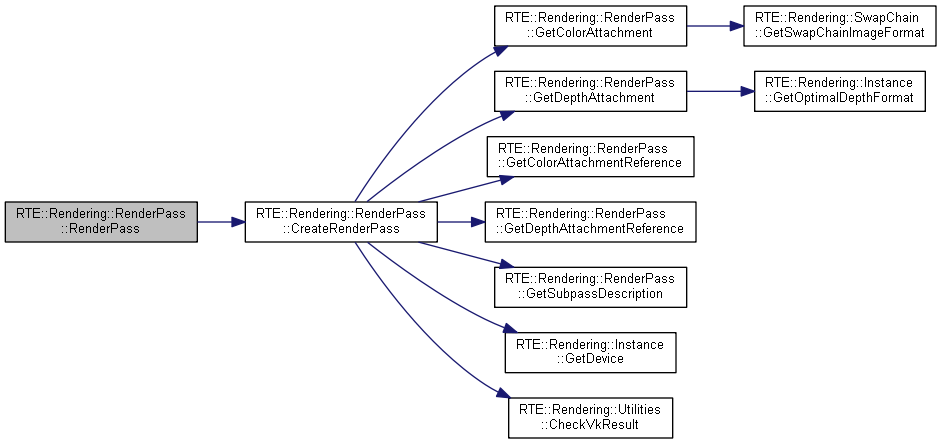 RTE::Rendering::RenderPass
::RenderPass
RTE::Rendering::RenderPass
::CreateRenderPass
RTE::Rendering::RenderPass
::GetColorAttachment
RTE::Rendering::SwapChain
::GetSwapChainImageFormat
RTE::Rendering::RenderPass
::GetDepthAttachment
RTE::Rendering::Instance
::GetOptimalDepthFormat
RTE::Rendering::RenderPass
::GetColorAttachmentReference
RTE::Rendering::RenderPass
::GetDepthAttachmentReference
RTE::Rendering::RenderPass
::GetSubpassDescription
RTE::Rendering::Instance
::GetDevice
RTE::Rendering::Utilities
::CheckVkResult